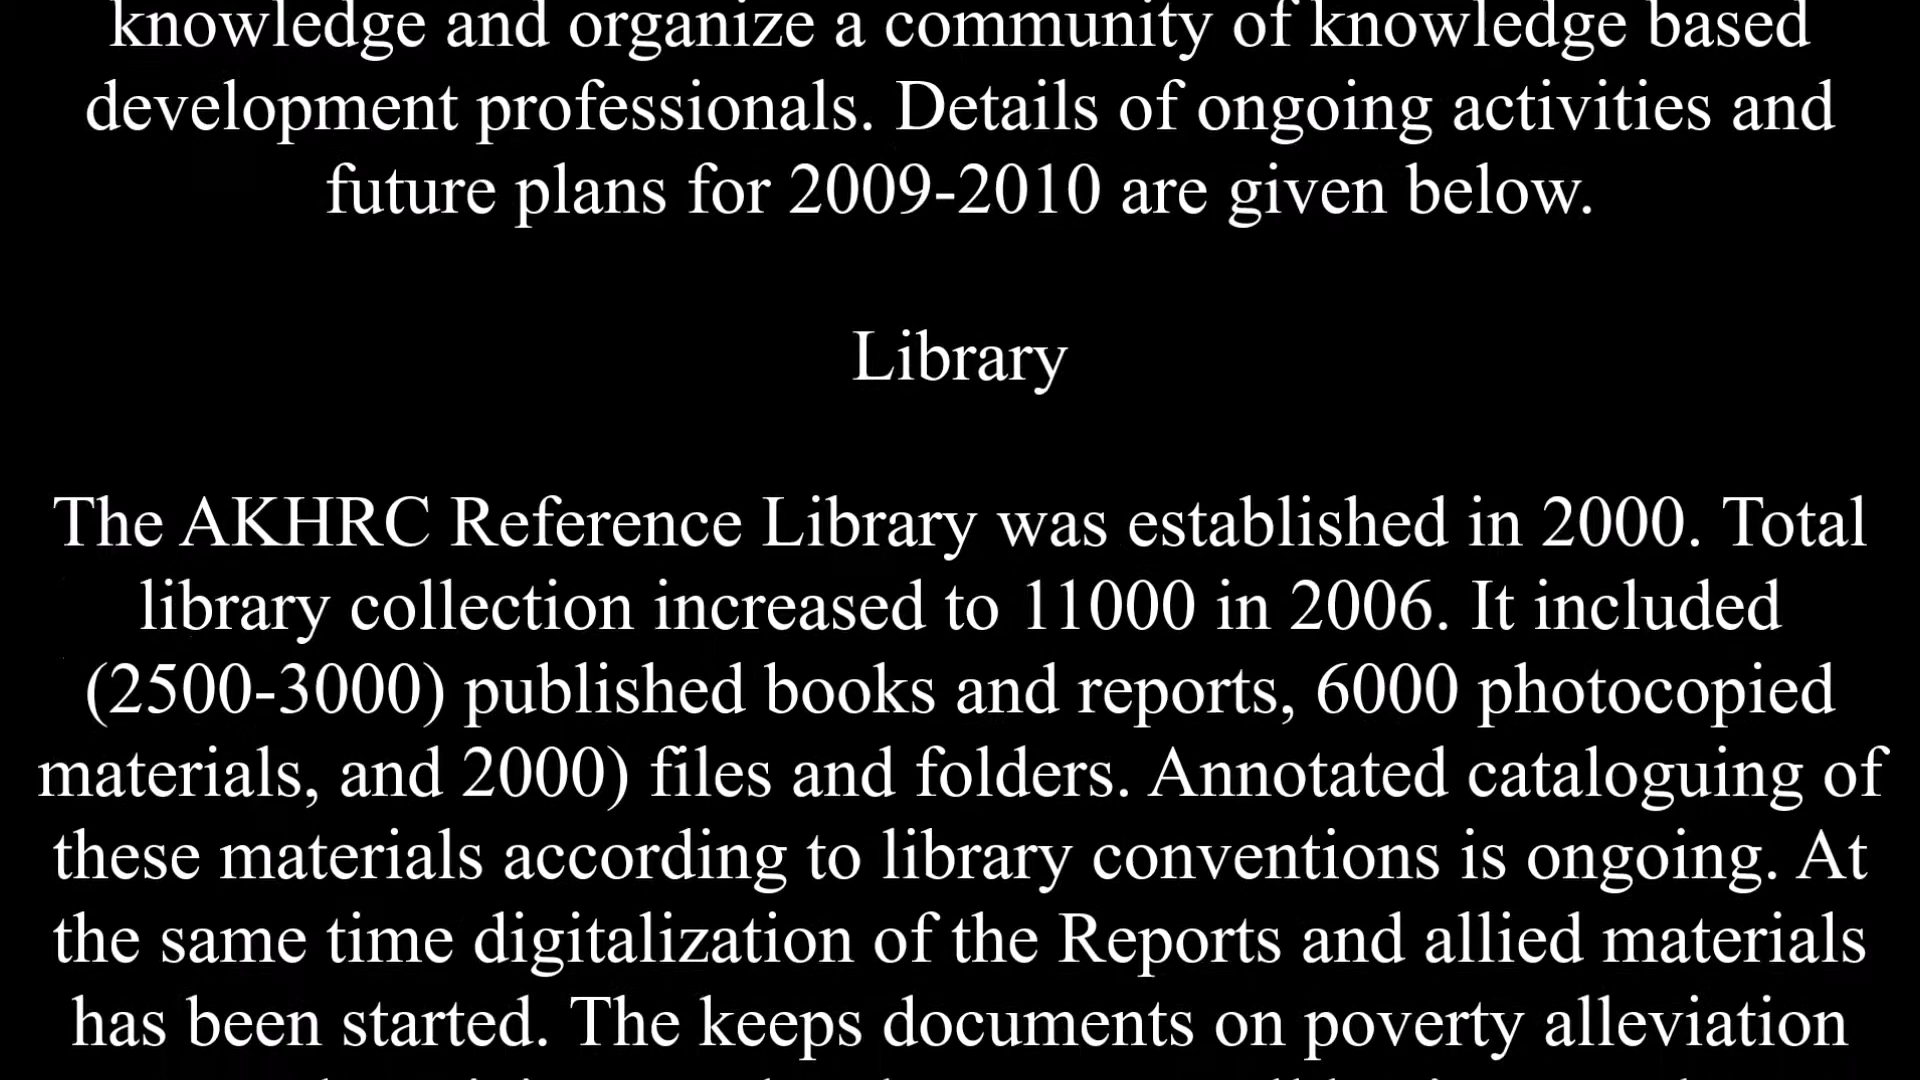 knowledge and organize a community of knowledge based
development professionals. Details of ongoing activities and
future plans for 2009-2010 are given below.
Library
The AKHRC Reference Library was established in 2000. Total
library collection increased to 11000 in 2006. It included
(2500-3000) published books and reports, 6000 photocopied
materials, and 2000) files and folders. Annotated cataloguing of
these materials according to library conventions is ongoing. At
the same time digitalization of the Reports and allied materials
has been started. The keeps documents on poverty alleviation